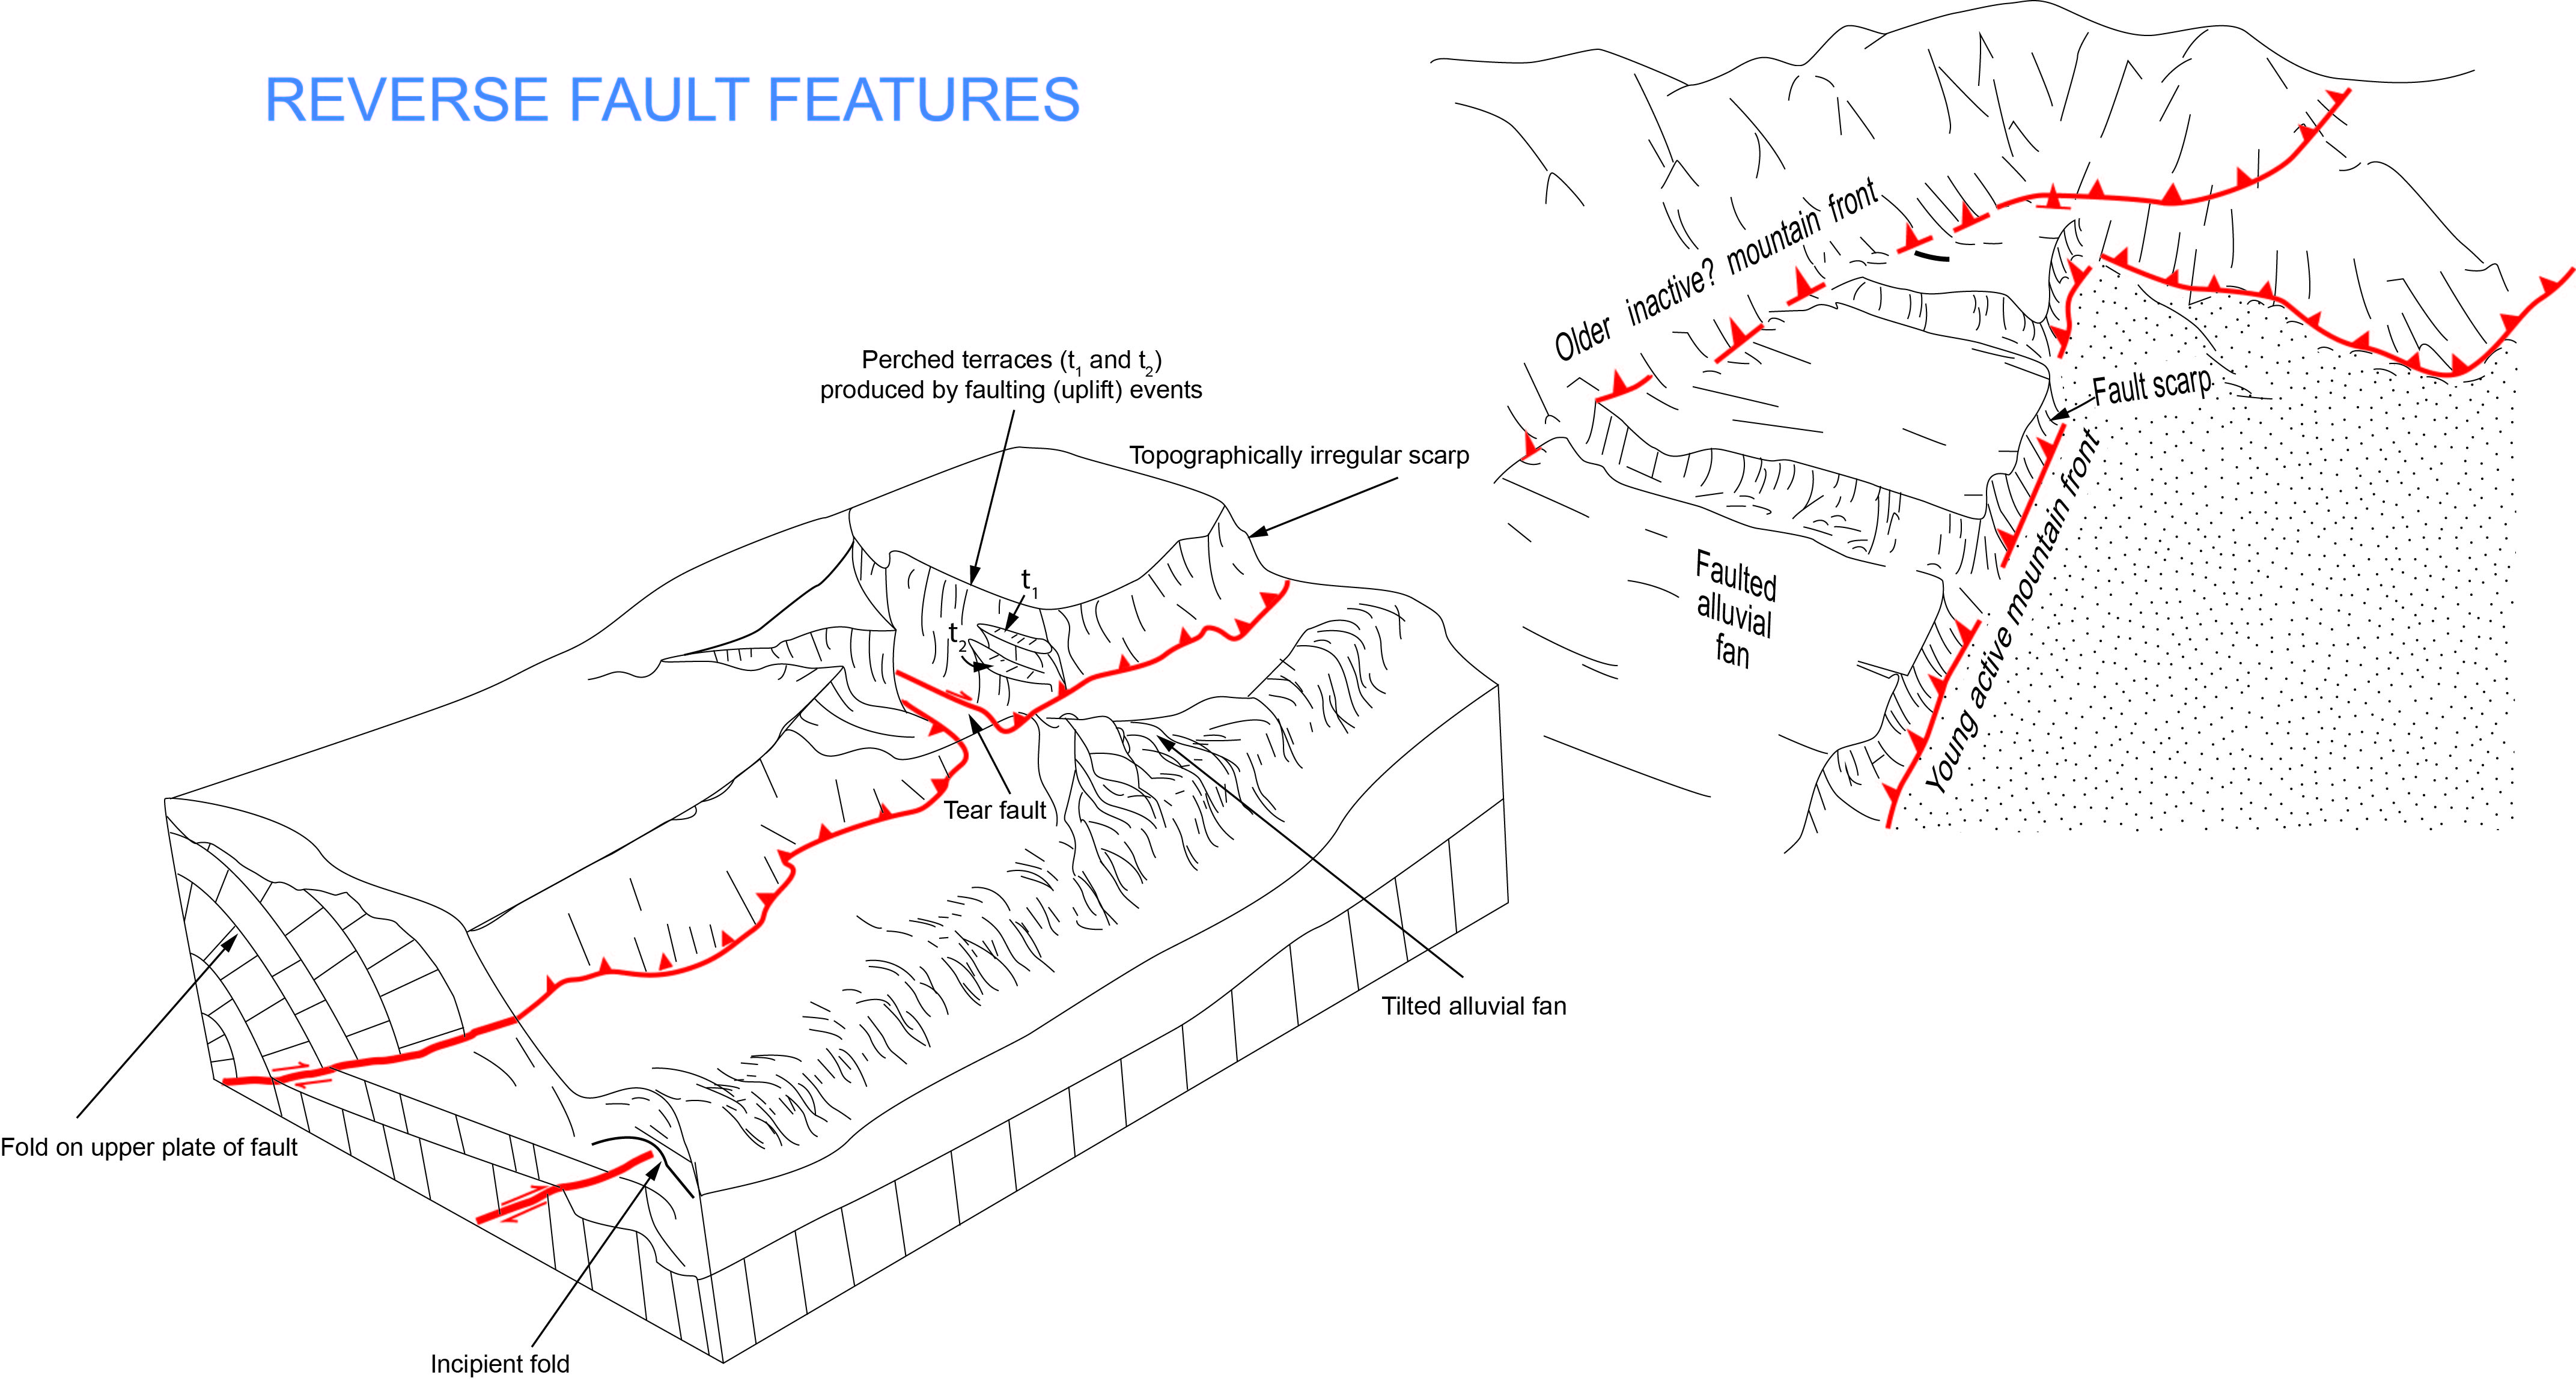 REVERSE FAULT FEATURES
Older inactive? mountain front
Perched terraces (t1 and t2)
produced by faulting (uplift) events
Fault scarp
Topographically irregular scarp
t1
t2
Faulted
alluvial
fan
Young active mountain front
Tear fault
Tilted alluvial fan
Fold on upper plate of fault
Incipient fold